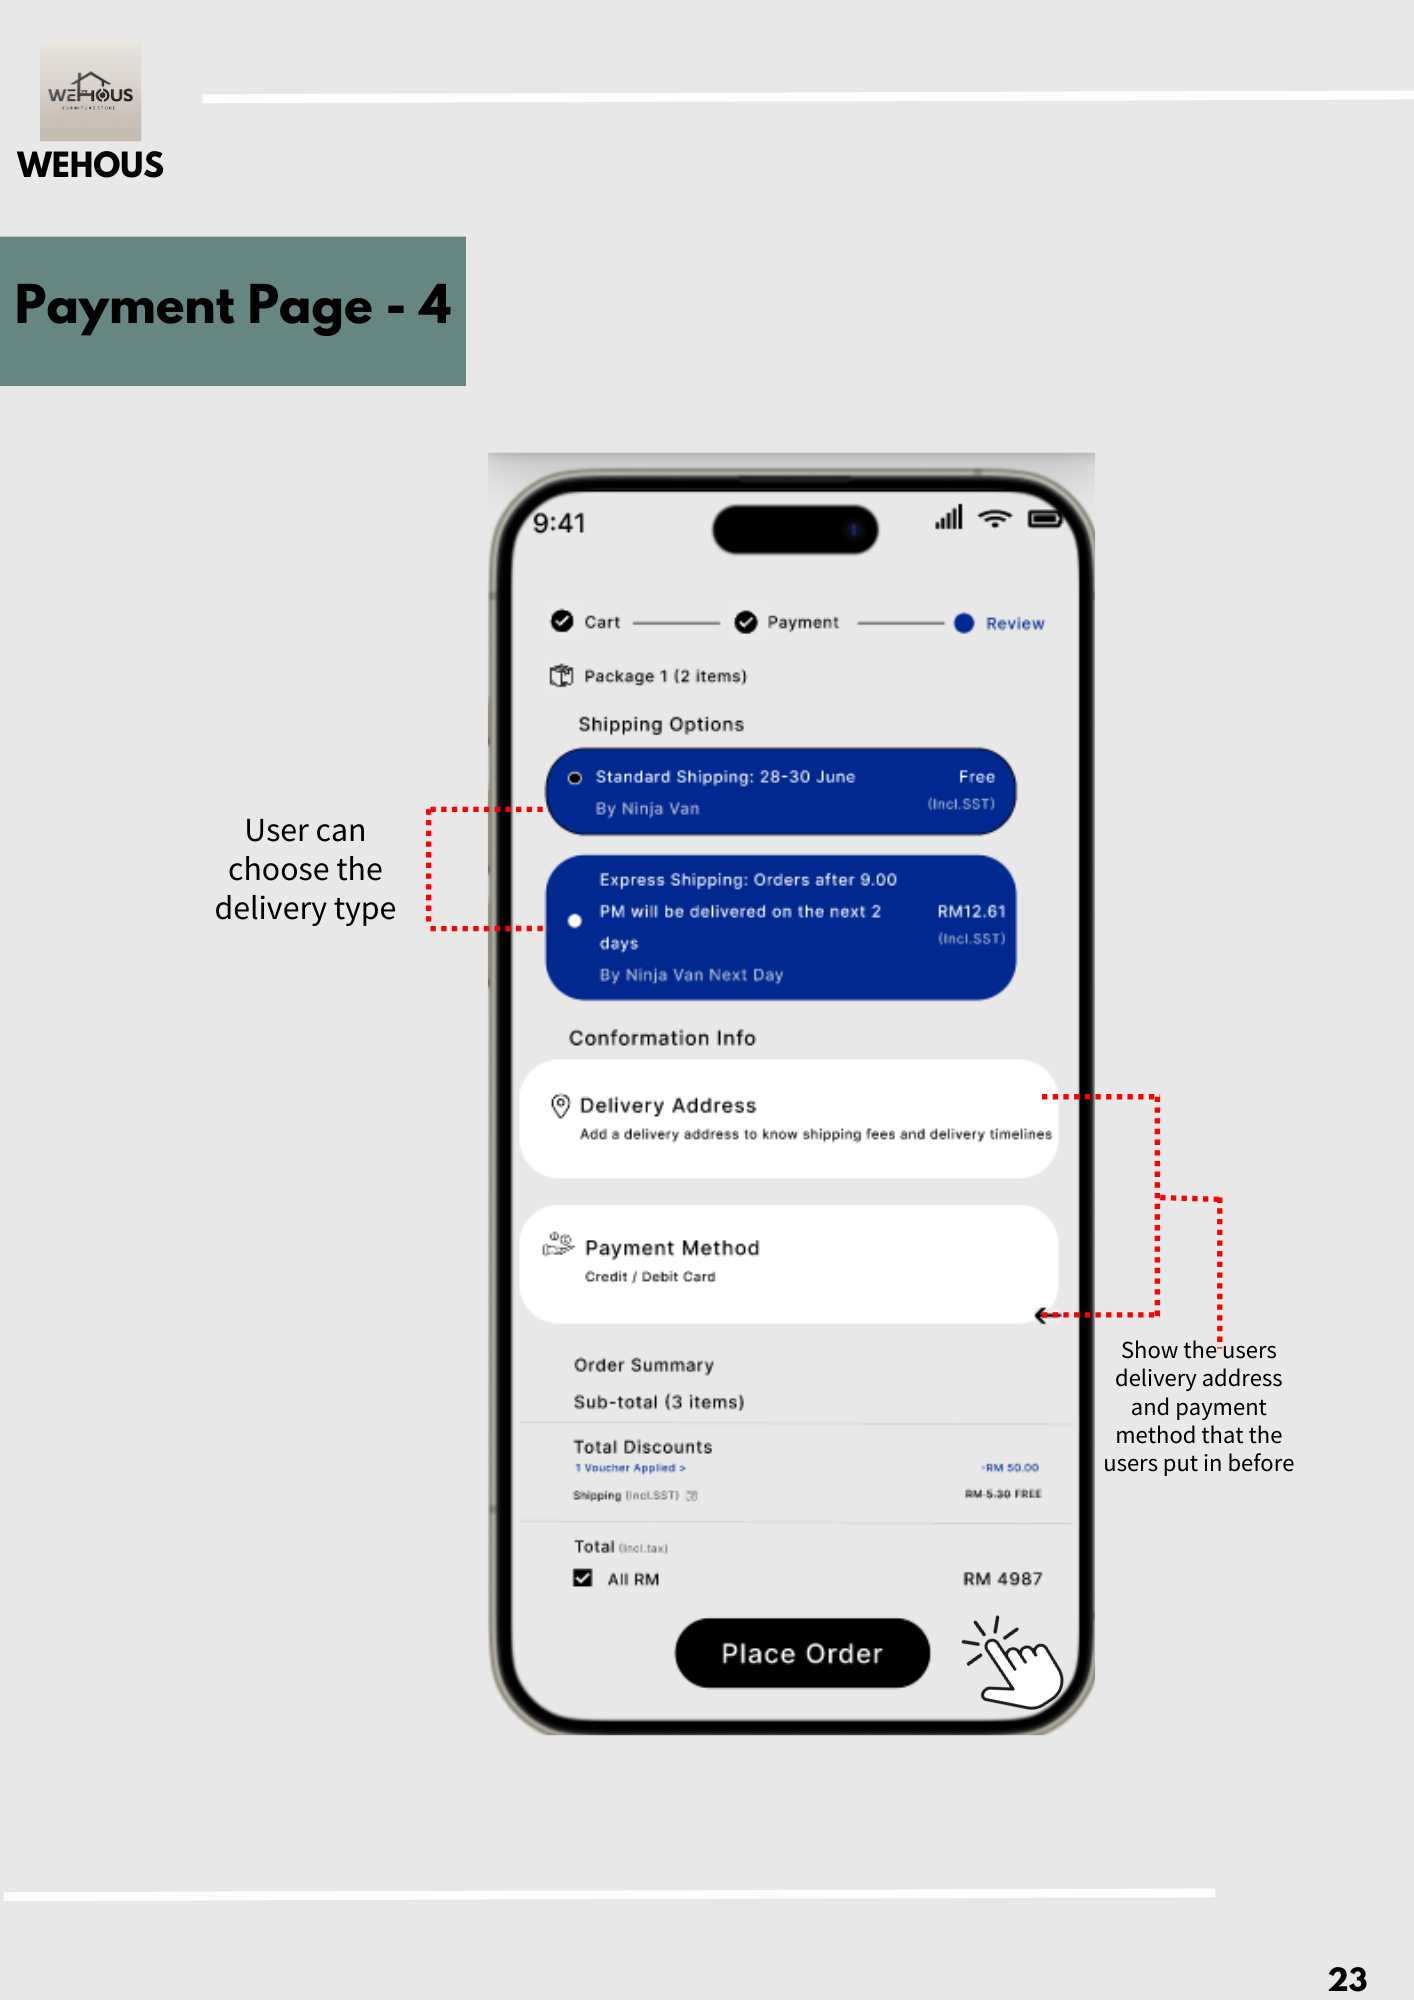 WEHOUS
FURNITURE STORE
WEHOUS
Payment Page - 4
9:41
Cart
Payment
Review
Package 1 (2 items)
Shipping Options
Standard Shipping: 28-30 June
Free
By Ninja Van
(Incl.SST)
User can
choose the
delivery type
Express Shipping: Orders after 9.00
PM will be delivered on the next 2
RM12.61
days
(Incl.SST)
By Ninja Van Next Day
Conformation Info
Delivery Address
Add a delivery address to know shipping fees and delivery timelines
Payment Method
Credit / Debit Card
Show the users
delivery address
and payment
method that the
users put in before
Order Summary
Sub-total (3 items)
Total Discounts
1 Voucher Applied >
-RM 50.00
Shipping (Incl.SST)
RM 5.30 FREE
Total (Incl.tax)
All RM
RM 4987
Place Order
23